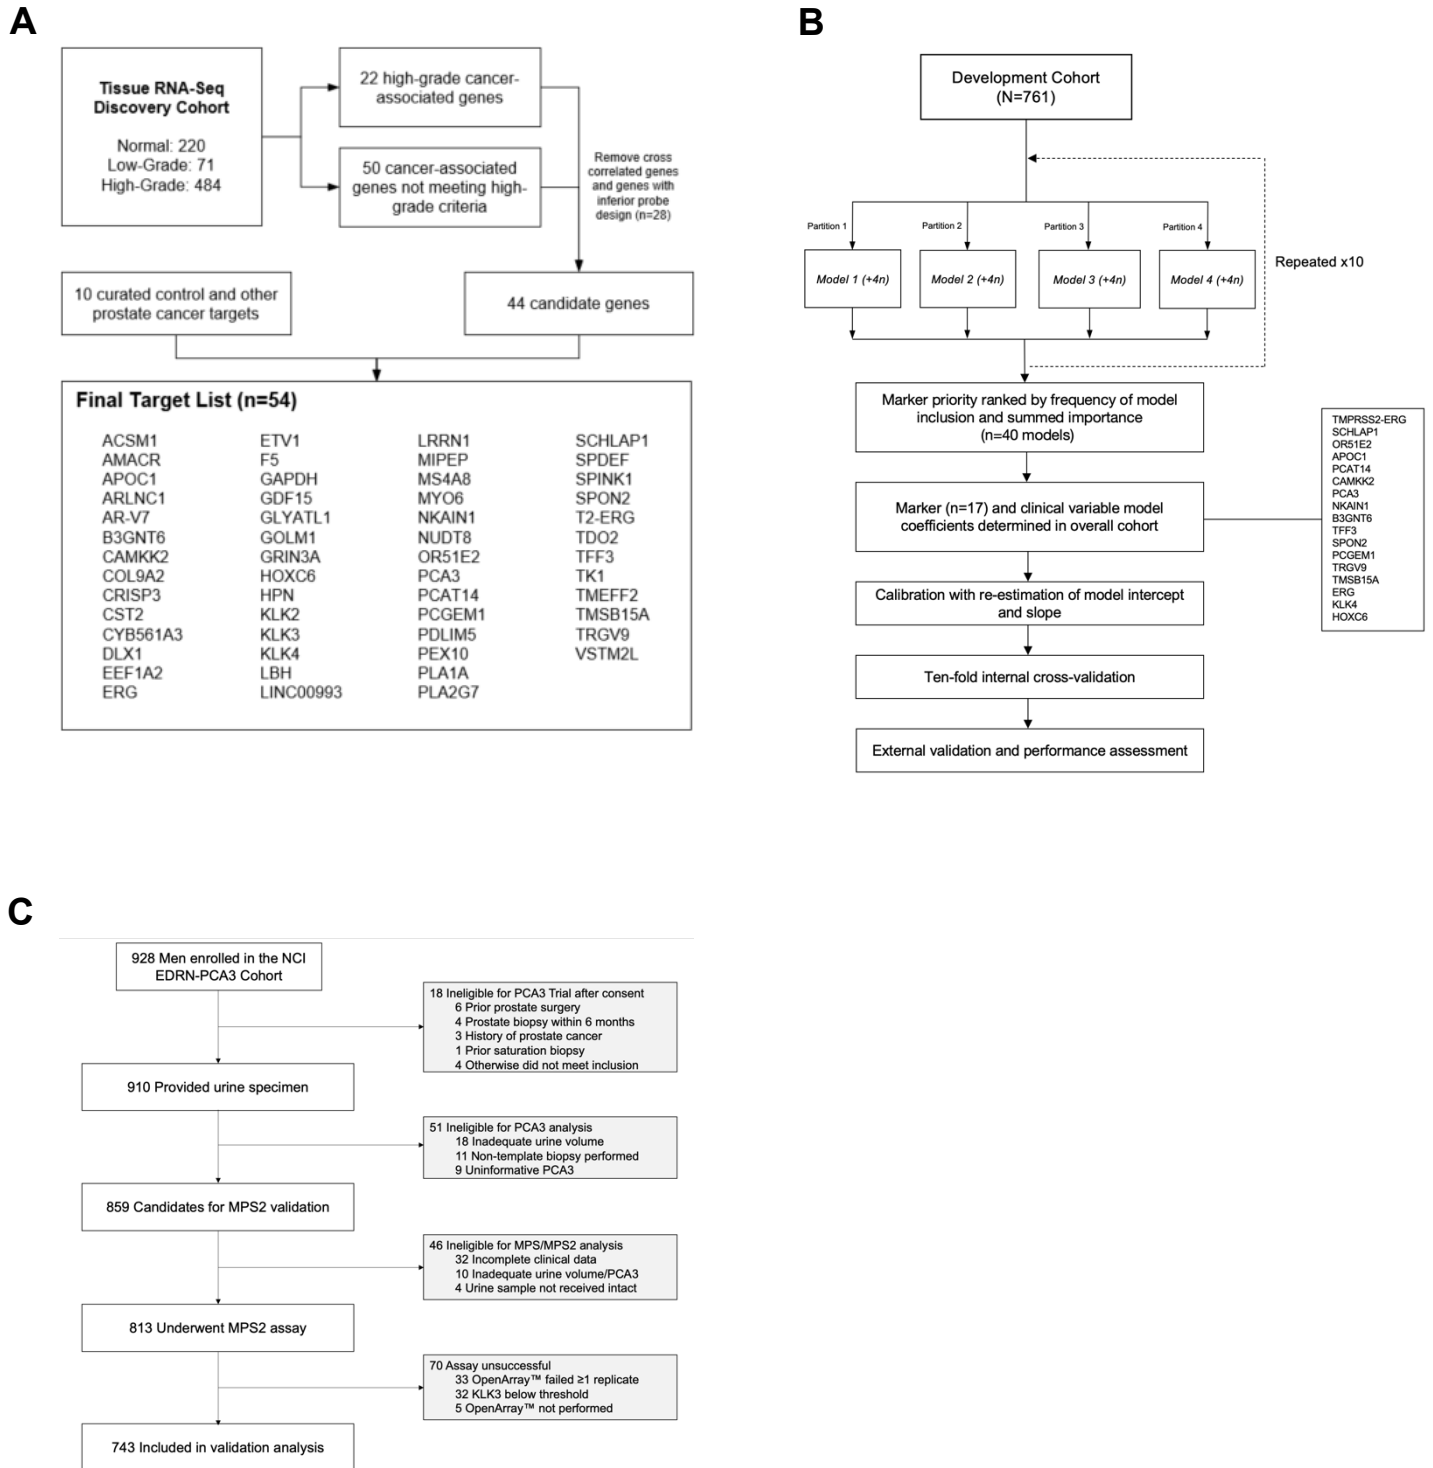 A
Tissue RNA-Seq
Discovery Cohort
Normal: 220
Low-Grade: 71
High-Grade: 484
22 high-grade cancer-
associated genes
50 cancer-associated
genes not meeting high-
grade criteria
Remove cross
correlated genes
and genes with
inferior probe
design (n=28)
10 curated control and other
prostate cancer targets
44 candidate genes
Final Target List (n=54)
ACSM1
AMACR
APOC1
ARLNC1
AR-V7
B3GNT6
CAMKK2
COL9A2
CRISP3
CST2
CYB561A3
DLX1
EEF1A2
ERG
ETV1
F5
GAPDH
GDF15
GLYATL1
GOLM1
GRIN3A
HOXC6
HPN
KLK2
KLK3
KLK4
LBH
LINC00993
LRRN1
MIPEP
MS4A8
MYO6
NKAIN1
NUDT8
OR51E2
PCA3
PCAT14
PCGEM1
PDLIM5
PEX10
PLA1A
PLA2G7
SCHLAP1
SPDEF
SPINK1
SPON2
T2-ERG
TDO2
TFF3
TK1
TMEFF2
TMSB15A
TRGV9
VSTM2L
B
Development Cohort
(N=761)
Partition 1
Partition 2
Partition 3
Partition 4
Model 1 (+4n)
Model 2 (+4n)
Model 3 (+4n)
Model 4 (+4n)
Repeated x10
Marker priority ranked by frequency of model
inclusion and summed importance
(n=40 models)
Marker (n=17) and clinical variable model
coefficients determined in overall cohort
TMPRSS2-ERG
SCHLAP1
OR51E2
APOC1
PCAT14
CAMKK2
PCA3
NKAIN1
B3GNT6
TFF3
SPON2
PCGEM1
TRGV9
TMSB15A
ERG
KLK4
HOXC6
Calibration with re-estimation of model intercept
and slope
Ten-fold internal cross-validation
External validation and performance assessment
C
928 Men enrolled in the NCI
EDRN-PCA3 Cohort
18 Ineligible for PCA3 Trial after consent
6 Prior prostate surgery
4 Prostate biopsy within 6 months
3 History of prostate cancer
1 Prior saturation biopsy
4 Otherwise did not meet inclusion
910 Provided urine specimen
51 Ineligible for PCA3 analysis
18 Inadequate urine volume
11 Non-template biopsy performed
9 Uninformative PCA3
859 Candidates for MPS2 validation
46 Ineligible for MPS/MPS2 analysis
32 Incomplete clinical data
10 Inadequate urine volume/PCA3
4 Urine sample not received intact
813 Underwent MPS2 assay
70 Assay unsuccessful
33 OpenArray™ failed ≥1 replicate
32 KLK3 below threshold
5 OpenArray™ not performed
743 Included in validation analysis